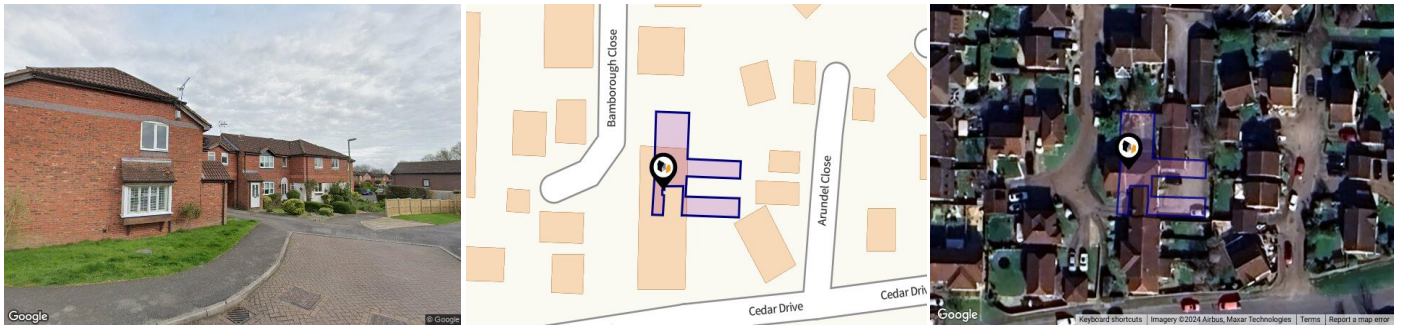 Google
© Google
Bamborough Close
Arundel Close
Cedar Drive
Cedar Driv
Google
Keyboard shortcuts
Imagery ©2024 Airbus, Maxar Technologies
Terms
Report a map error